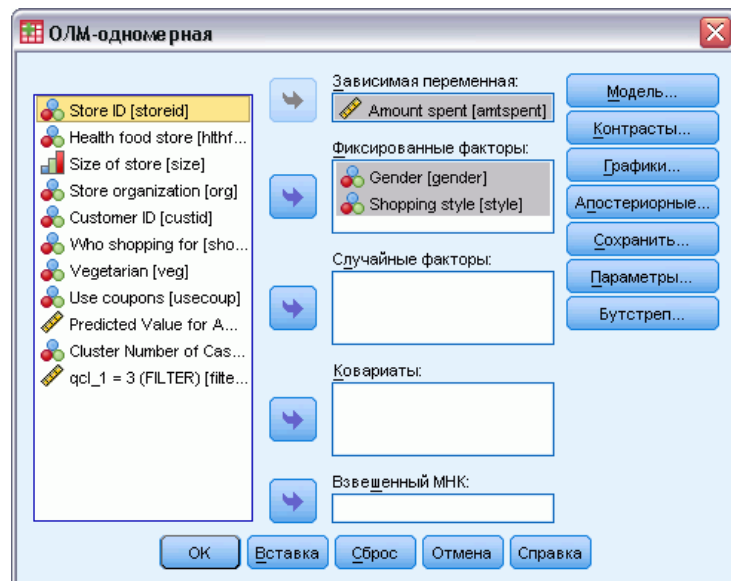 ОЛМ-одномерная
Store ID [storeid]
Health food store [hlthf...
Size of store [size]
Store organization [org]
Customer ID [custid]
Who shopping for [sho...
Vegetarian [veg]
Use coupons [usecoup]
Predicted Value for A...
Cluster Number of Cas...
qcl_1 = 3 (FILTER) [filte...
Зависимая переменная:
Amount spent [amtspent]
Фиксированные факторы:
Gender [gender]
Shopping style [style]
Случайные факторы:
Ковариаты:
Взвешенный МНК:
Модель...
Контрасты...
Графики...
Апостериорные...
Сохранить...
Параметры...
Бутстреп...
OK
Вставка
Сброс
Отмена
Справка